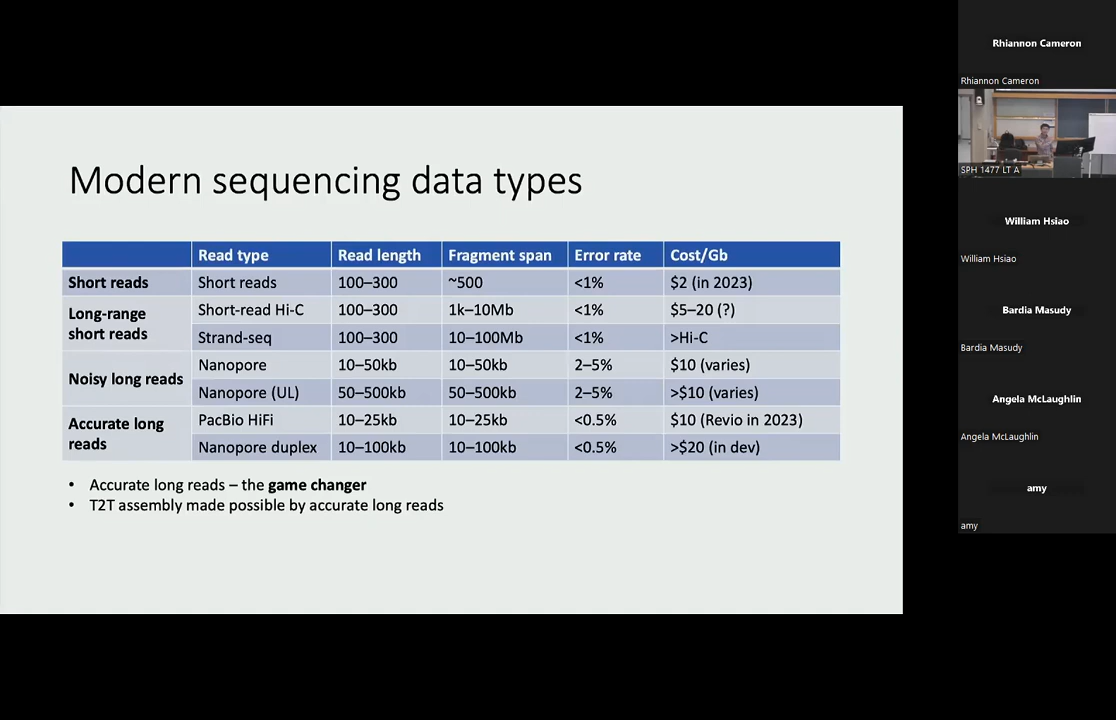 Modern sequencing data types
Read type Read length Fragment span Error rate Cost/Gb
Short reads Short reads 100–300 ~500 <1% $2 (in 2023)
Long-range short reads Short-read Hi-C 100–300 1k–10Mb <1% $5–20 (?)
Strand-seq 100–300 10–100Mb <1% >Hi-C
Noisy long reads Nanopore 10–50kb 10–50kb 2–5% $10 (varies)
Nanopore (UL) 50–500kb 50–500kb 2–5% >$10 (varies)
Accurate long reads PacBio HiFi 10–25kb 10–25kb <0.5% $10 (Revio in 2023)
Nanopore duplex 10–100kb 10–100kb <0.5% >$20 (in dev)
• Accurate long reads – the game changer
• T2T assembly made possible by accurate long reads
Rhiannon Cameron
Rhiannon Cameron
SPH 1477 LT A
William Hsiao
William Hsiao
Bardia Masudy
Bardia Masudy
Angela McLaughlin
Angela McLaughlin
amy
amy